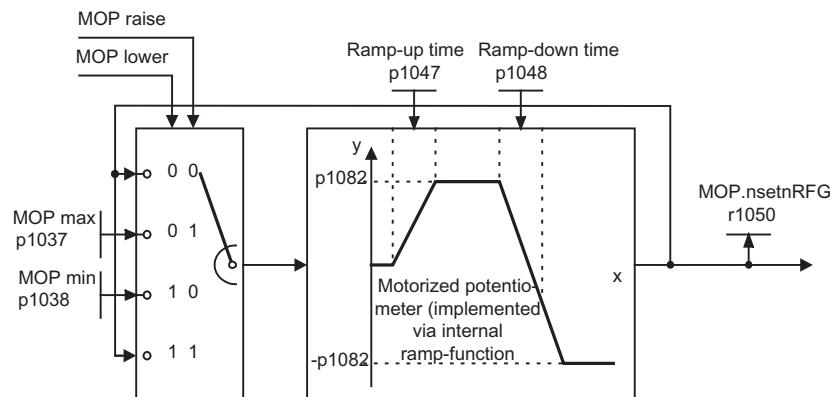 MOP raise
MOP lower
Ramp-up time
p1047
Ramp-down time
p1048
y
p1082
0 0
MOP max
p1037
0 1
MOP.nsetnRFG
r1050
MOP min
p1038
1 0
x
Motorized potentio-
meter (implemented
via internal
ramp-function
1 1
-p1082